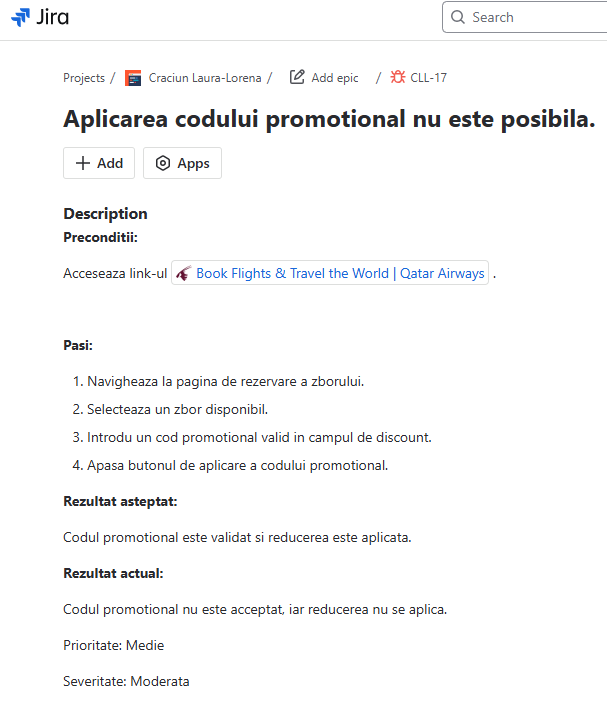 Jira
Search
Projects / Craciun Laura-Lorena / Add epic / CLL-17
Aplicarea codului promotional nu este posibila.
Add Apps
Description
Preconditii:
Acceseaza link-ul Book Flights & Travel the World | Qatar Airways .
Pasi:
1. Navigheaza la pagina de rezervare a zborului.
2. Selecteaza un zbor disponibil.
3. Introdu un cod promotional valid in campul de discount.
4. Apasa butonul de aplicare a codului promotional.
Rezultat asteptat:
Codul promotional este validat si reducerea este aplicata.
Rezultat actual:
Codul promotional nu este acceptat, iar reducerea nu se aplica.
Prioritate: Medie
Severitate: Moderata